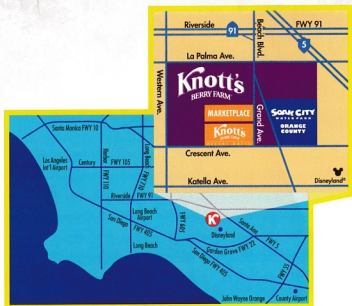 Riverside
91
Beach Blvd.
FWY 91
5
La Palma Ave.
Western Ave.
Knott's
BERRY FARM
MARKETPLACE
Knott's
Grand Ave.
SOAK CITY
WATER PARK
ORANGE
COUNTY
Crescent Ave.
Katella Ave.
Disneyland®
Santa Monica FWY 10
Los Angeles
Int'l Airport
Century
Harbor
FWY 110
FWY 105
Long Beach
FWY 710
Riverside
FWY 91
San Diego
FWY 405
Long Beach
Airport
Long Beach
FWY 605
K
Disneyland
Santa Ana
FWY 5
Garden Grove FWY 22
San Diego FWY 405
FWY 55
John Wayne Orange
County Airport